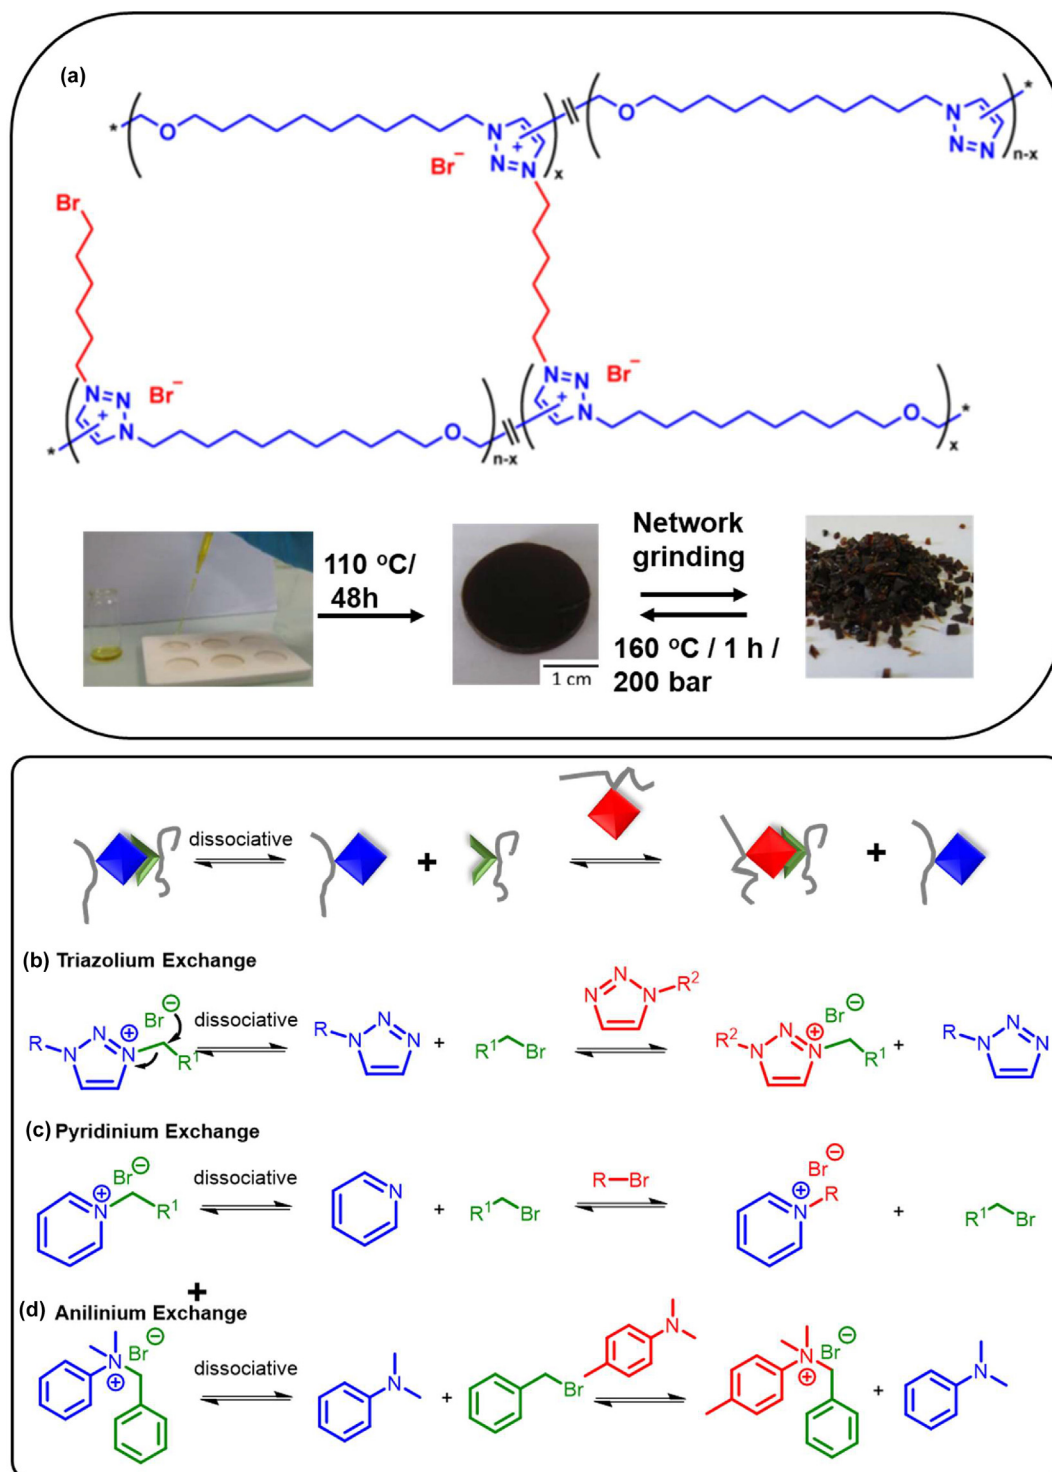 (a)
* O N N N + Br⁻ x O N N N n-x *
Br
Br⁻ Br⁻
* N N N + O n-x N N N + O x *
110 °C/
48h
1 cm
Network
grinding
160 °C / 1 h /
200 bar
dissociative
+ +
(b) Triazolium Exchange
R N N N ⊕ Br ⊖ R¹ dissociative R N N N + R¹ Br N N N R² R² N N N ⊕ Br ⊖ R¹ + R N N N
(c) Pyridinium Exchange
N ⊕ Br ⊖ R¹ dissociative N + R¹ Br R Br N ⊕ Br ⊖ R + R¹ Br
+
(d) Anilinium Exchange
N ⊕ Br ⊖ dissociative N + Br N N ⊕ Br ⊖ + N